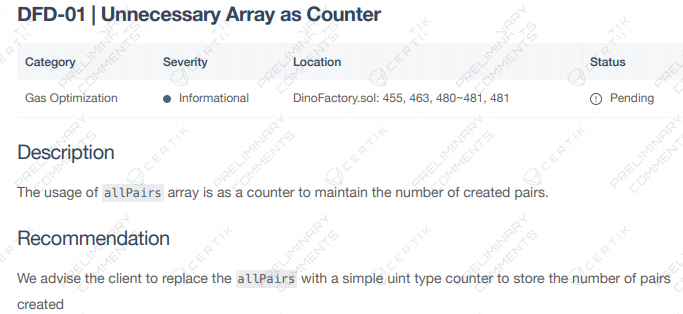 DFD-01 | Unnecessary Array as Counter
Category Severity Location Status
Gas Optimization Informational DinoFactory.sol: 455, 463, 480~481, 481 Pending
Description
The usage of allPairs array is as a counter to maintain the number of created pairs.
Recommendation
We advise the client to replace the allPairs with a simple uint type counter to store the number of pairs
created
PRELIMINARY
COMMENTS
CERTIK